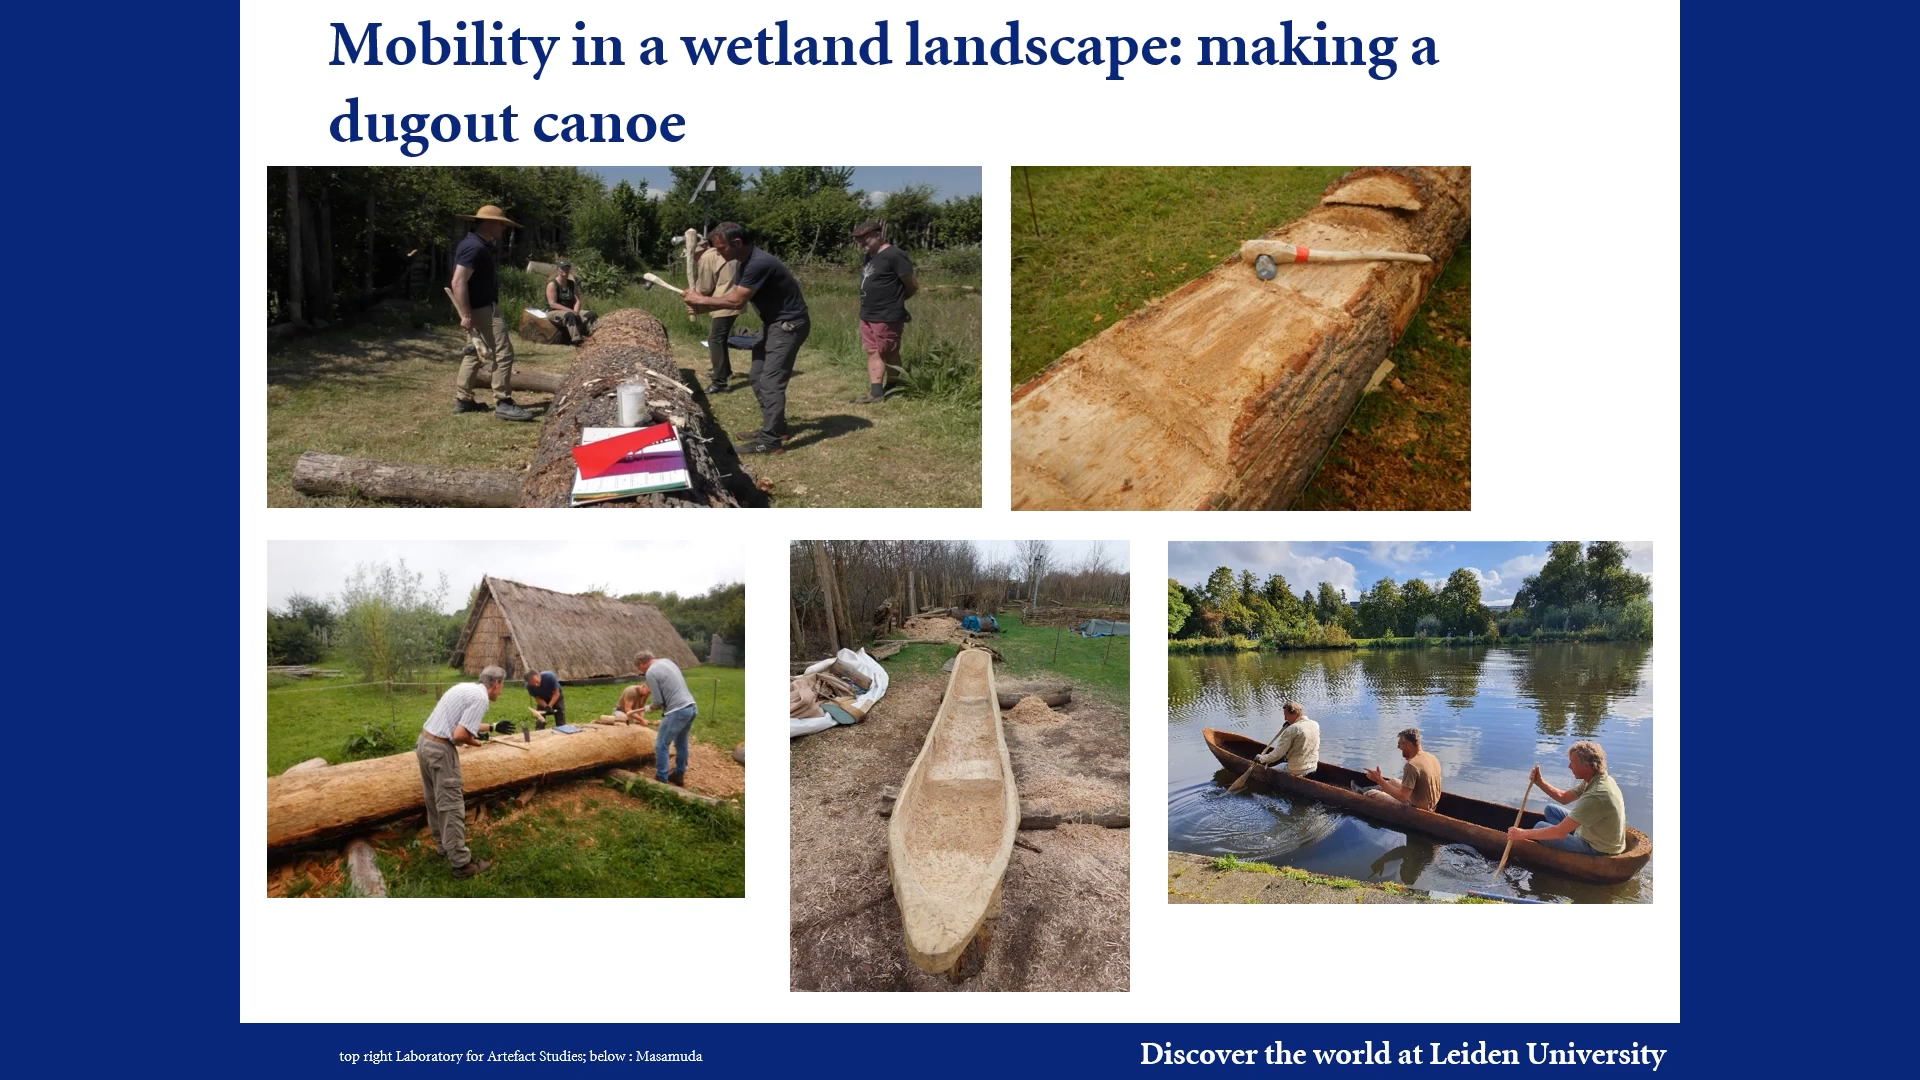 Mobility in a wetland landscape: making a
dugout canoe
top right Laboratory for Artefact Studies; below : Masamuda
Discover the world at Leiden University